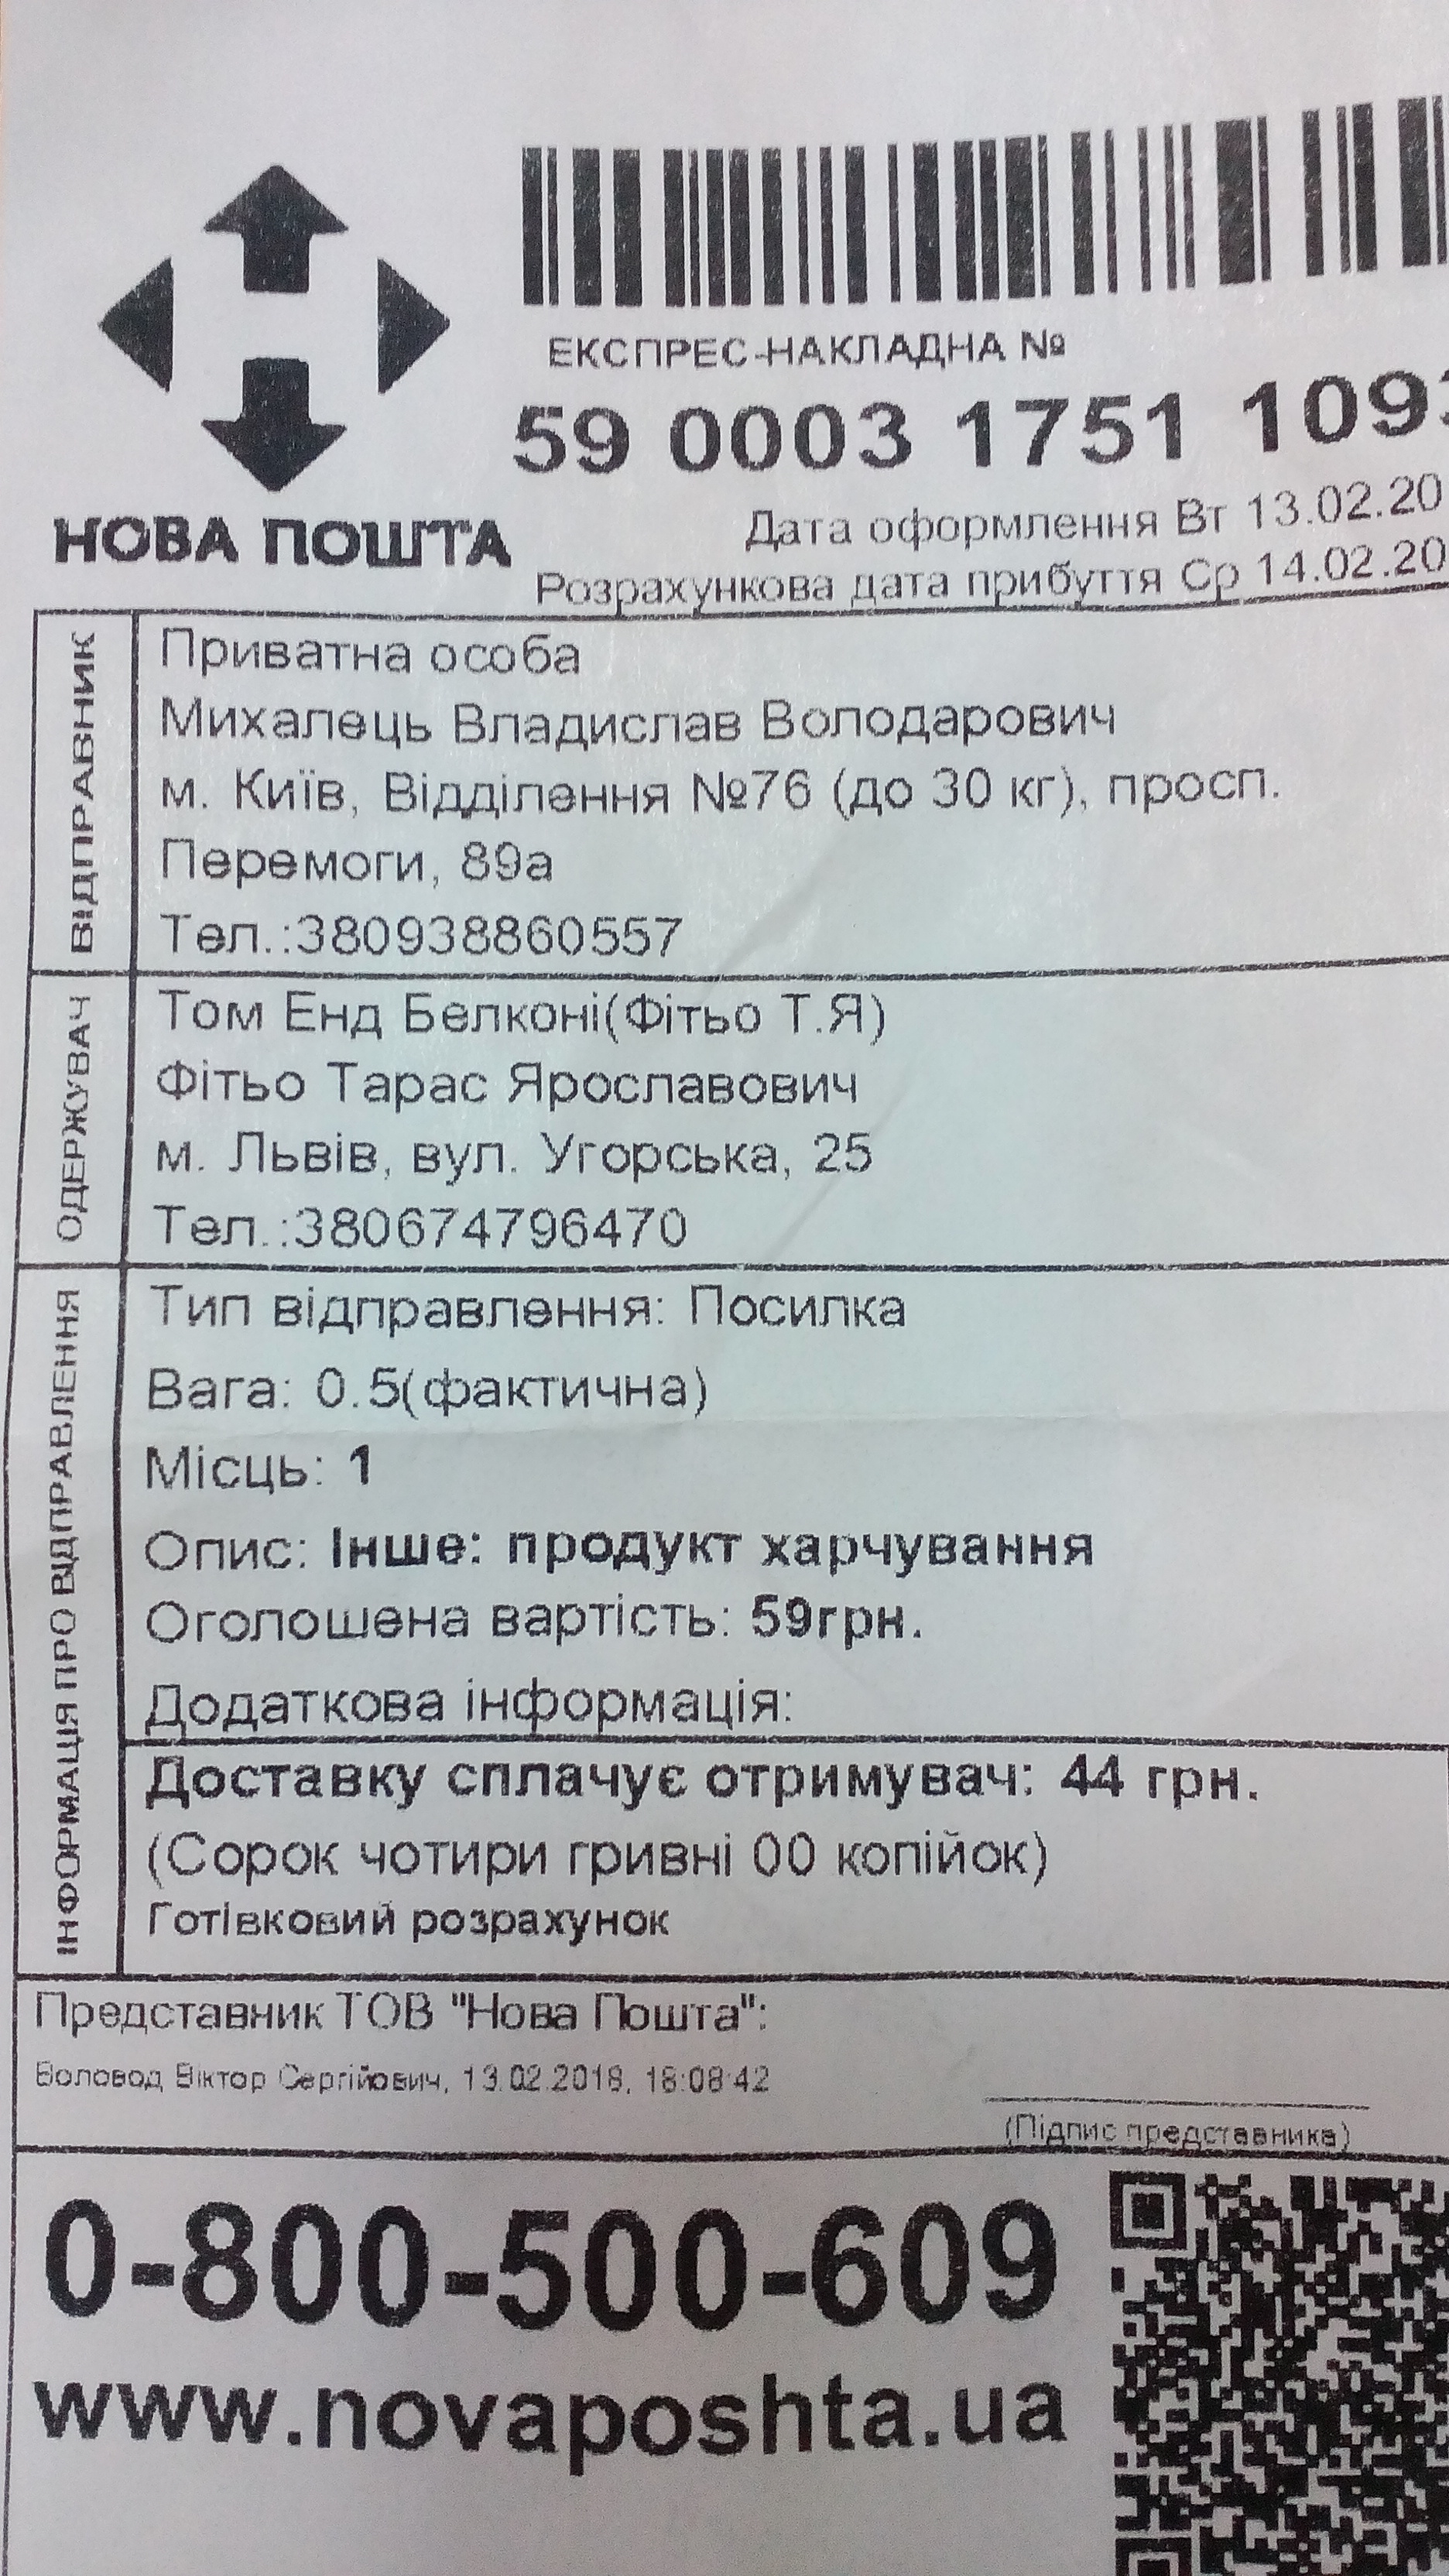 ЕКСПРЕС-НАКЛАДНА №
59 0003 1751 1093
НОВА ПОШТА
Дата оформлення Вт 13.02.20
Розрахункова дата прибуття Ср 14.02.20
ВІДПРАВНИК
Приватна особа
Михалець Владислав Володарович
м. Київ, Відділення №76 (до 30 кг), просп.
Перемоги, 89а
Тел.:380938860557
ОДЕРЖУВАЧ
Том Енд Белконі(Фітьо Т.Я)
Фітьо Тарас Ярославович
м. Львів, вул. Угорська, 25
Тел.:380674796470
ІНФОРМАЦІЯ ПРО ВІДПРАВЛЕННЯ
Тип відправлення: Посилка
Вага: 0.5(фактична)
Місць: 1
Опис: Інше: продукт харчування
Оголошена вартість: 59грн.
Додаткова інформація:
Доставку сплачує отримувач: 44 грн.
(Сорок чотири гривні 00 копійок)
Готівковий розрахунок
Представник ТОВ "Нова Пошта":
Воловод Віктор Сергійович, 13.02.2018, 18:08:42
(Підпис представника)
0-800-500-609
www.novaposhta.ua